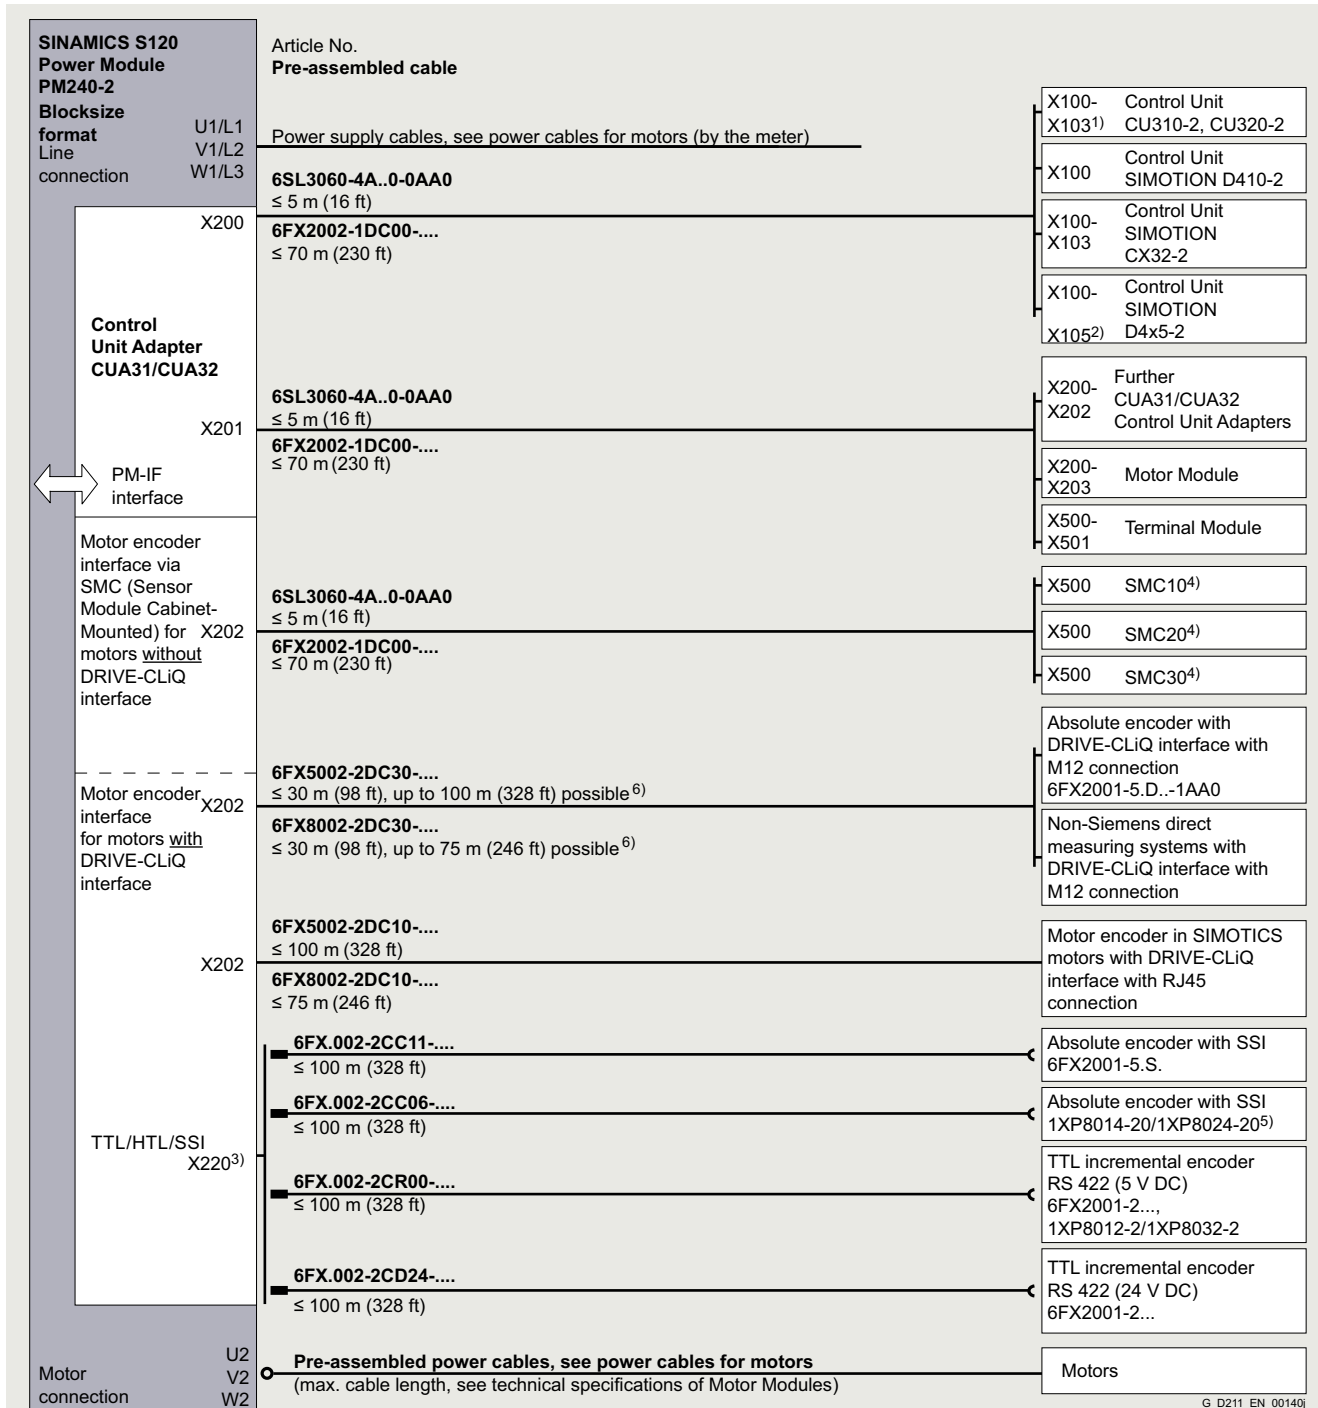 SINAMICS S120
Power Module
PM240-2
Blocksize
format
Line
connection
U1/L1
V1/L2
W1/L3
Article No.
Pre-assembled cable
Power supply cables, see power cables for motors (by the meter)
X200
6SL3060-4A..0-0AA0
≤ 5 m (16 ft)
6FX2002-1DC00-....
≤ 70 m (230 ft)
X100-
X103¹⁾
Control Unit
CU310-2, CU320-2
X100
Control Unit
SIMOTION D410-2
X100-
X103
Control Unit
SIMOTION
CX32-2
X100-
X105²⁾
Control Unit
SIMOTION
D4x5-2
Control
Unit Adapter
CUA31/CUA32
X201
6SL3060-4A..0-0AA0
≤ 5 m (16 ft)
6FX2002-1DC00-....
≤ 70 m (230 ft)
X200-
X202
Further
CUA31/CUA32
Control Unit Adapters
X200-
X203
Motor Module
X500-
X501
Terminal Module
PM-IF
interface
Motor encoder
interface via
SMC (Sensor
Module Cabinet-
Mounted) for
motors without
DRIVE-CLiQ
interface
X202
6SL3060-4A..0-0AA0
≤ 5 m (16 ft)
6FX2002-1DC00-....
≤ 70 m (230 ft)
X500 SMC10⁴⁾
X500 SMC20⁴⁾
X500 SMC30⁴⁾
Motor encoder
interface
for motors with
DRIVE-CLiQ
interface
X202
6FX5002-2DC30-....
≤ 30 m (98 ft), up to 100 m (328 ft) possible ⁶⁾
6FX8002-2DC30-....
≤ 30 m (98 ft), up to 75 m (246 ft) possible ⁶⁾
Absolute encoder with
DRIVE-CLiQ interface with
M12 connection
6FX2001-5.D..-1AA0
Non-Siemens direct
measuring systems with
DRIVE-CLiQ interface with
M12 connection
X202
6FX5002-2DC10-....
≤ 100 m (328 ft)
6FX8002-2DC10-....
≤ 75 m (246 ft)
Motor encoder in SIMOTICS
motors with DRIVE-CLiQ
interface with RJ45
connection
TTL/HTL/SSI
X220³⁾
6FX.002-2CC11-....
≤ 100 m (328 ft)
Absolute encoder with SSI
6FX2001-5.S.
6FX.002-2CC06-....
≤ 100 m (328 ft)
Absolute encoder with SSI
1XP8014-20/1XP8024-20⁵⁾
6FX.002-2CR00-....
≤ 100 m (328 ft)
TTL incremental encoder
RS 422 (5 V DC)
6FX2001-2...,
1XP8012-2/1XP8032-2
6FX.002-2CD24-....
≤ 100 m (328 ft)
TTL incremental encoder
RS 422 (24 V DC)
6FX2001-2...
Motor
connection
U2
V2
W2
Pre-assembled power cables, see power cables for motors
(max. cable length, see technical specifications of Motor Modules)
Motors
G_D211_EN_00140j